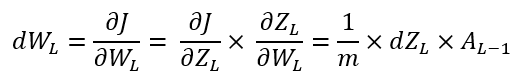 dW_L = ∂J/∂W_L = ∂J/∂Z_L × ∂Z_L/∂W_L = 1/m × dZ_L × A_{L−1}